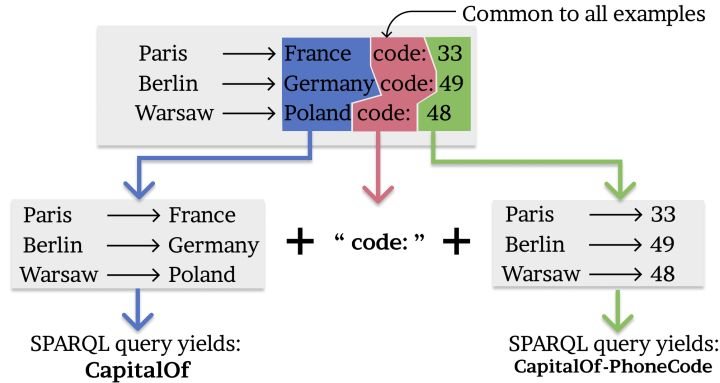 Common to all examples
Paris France code: 33
Berlin Germany code: 49
Warsaw Poland code: 48
Paris France
Berlin Germany
Warsaw Poland
+ “ code: ” +
Paris 33
Berlin 49
Warsaw 48
SPARQL query yields:
CapitalOf
SPARQL query yields:
CapitalOf-PhoneCode